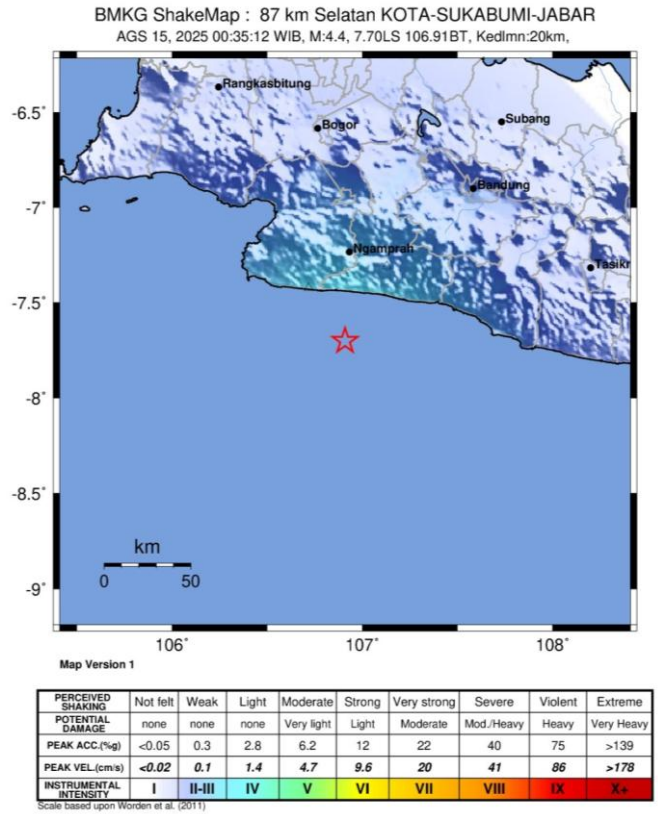 BMKG ShakeMap : 87 km Selatan KOTA-SUKABUMI-JABAR
AGS 15, 2025 00:35:12 WIB, M:4.4, 7.70LS 106.91BT, Kedlmn:20km,
Rangkasbitung
-6.5°
Subang
Bogor
Bandung
-7°
Ngamprah
Tasikr
-7.5°
-8°
-8.5°
km
0 50
-9°
106° 107° 108°
Map Version 1
PERCEIVED SHAKING Not felt Weak Light Moderate Strong Very strong Severe Violent Extreme
POTENTIAL DAMAGE none none none Very light Light Moderate Mod./Heavy Heavy Very Heavy
PEAK ACC.(%g) <0.05 0.3 2.8 6.2 12 22 40 75 >139
PEAK VEL.(cm/s) <0.02 0.1 1.4 4.7 9.6 20 41 86 >178
INSTRUMENTAL INTENSITY I II-III IV V VI VII VIII IX X+
Scale based upon Worden et al. (2011)